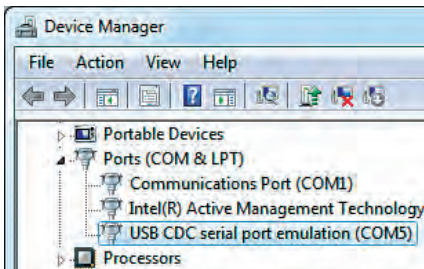 Device Manager
File Action View Help
Portable Devices
Ports (COM & LPT)
Communications Port (COM1)
Intel(R) Active Management Technology
USB CDC serial port emulation (COM5)
Processors